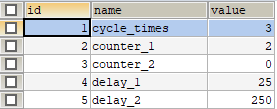 id name value
1 cycle_times 3
2 counter_1 2
3 counter_2 0
4 delay_1 25
5 delay_2 250